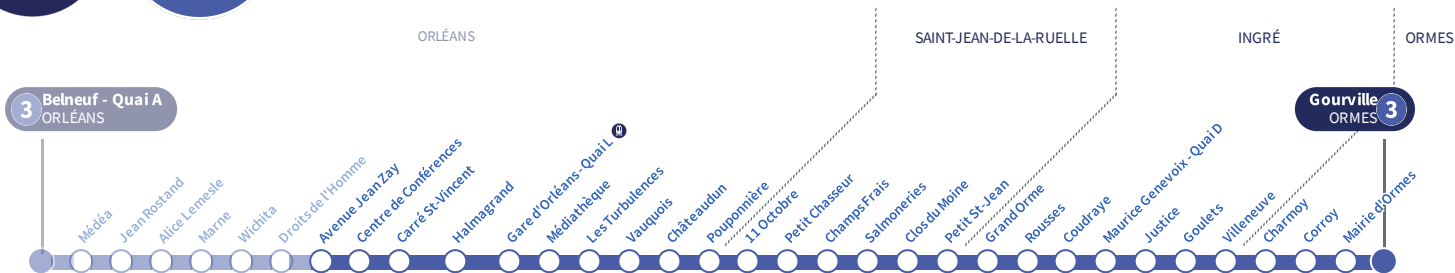 ORLÉANS
SAINT-JEAN-DE-LA-RUELLE
INGRÉ
ORMES
3
Belneuf - Quai A
ORLÉANS
Gourville
ORMES
3
Médéa
Jean Rostand
Alice Lemesle
Marne
Wichita
Droits de l'Homme
Avenue Jean Zay
Centre de Conférences
Carré St-Vincent
Halmagrand
Gare d'Orléans - Quai L
Médiathèque
Les Turbulences
Vauquois
Châteaudun
Pouponnière
11 Octobre
Petit Chasseur
Champs Frais
Salmoneries
Clos du Moine
Petit St-Jean
Grand Orme
Rousses
Coudraye
Maurice Genevoix - Quai D
Justice
Goulets
Villeneuve
Charmoy
Corroy
Mairie d'Ormes